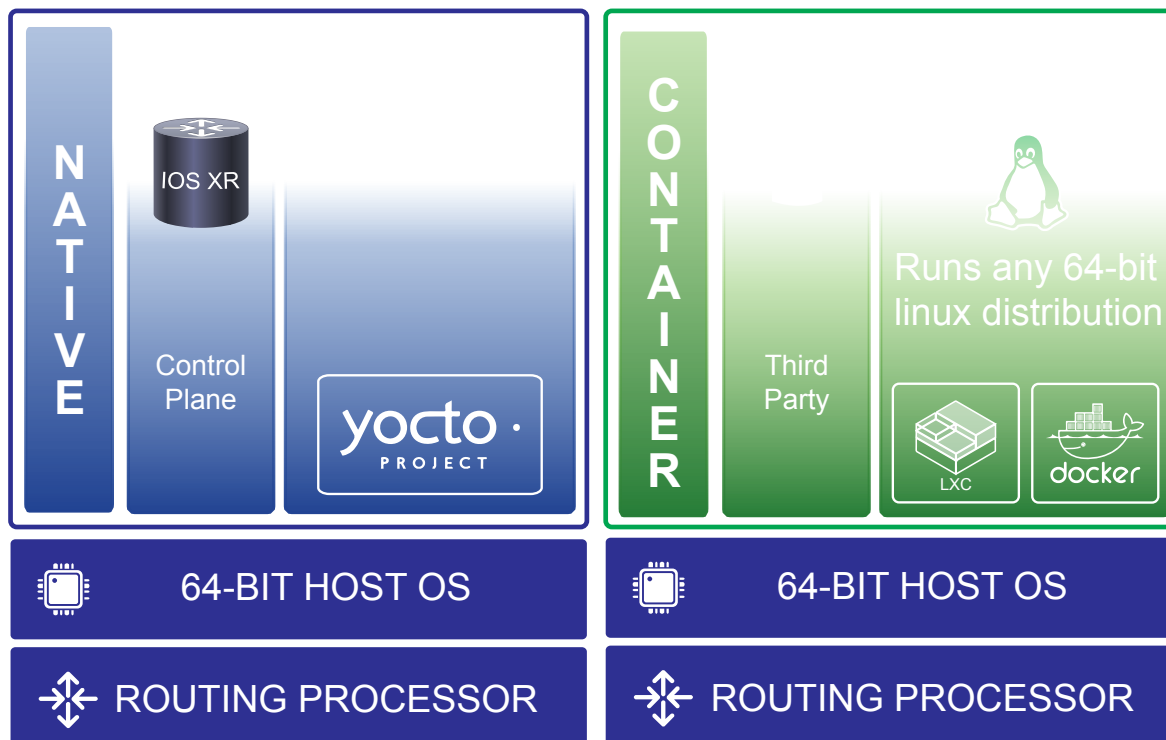 NATIVE
IOS XR
Control
Plane
yocto
PROJECT
64-BIT HOST OS
ROUTING PROCESSOR
CONTAINER
Third
Party
Runs any 64-bit
linux distribution
LXC
docker
64-BIT HOST OS
ROUTING PROCESSOR